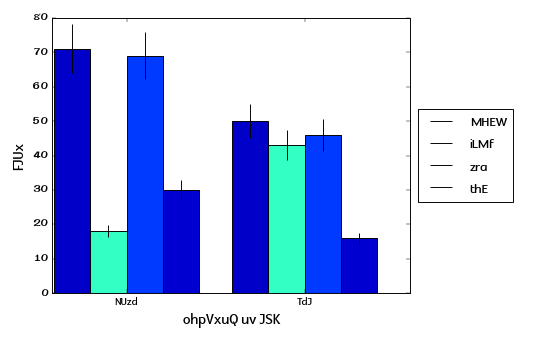 80
70
60
50
40
30
20
10
0
FJUx
NUzd
TdJ
ohpVxuQ uv JSK
MHEW
iLMf
zra
thE